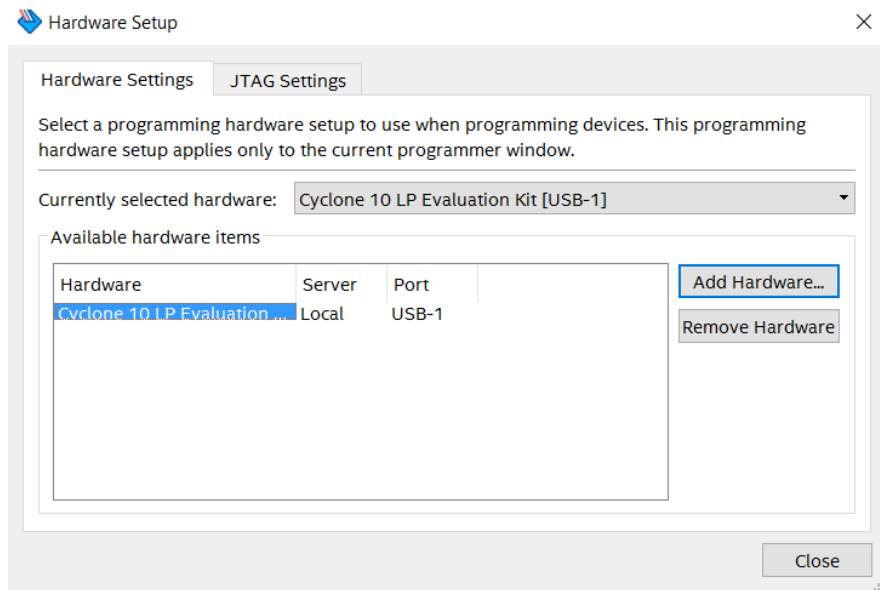 Hardware Setup
Hardware Settings
JTAG Settings
Select a programming hardware setup to use when programming devices. This programming
hardware setup applies only to the current programmer window.
Currently selected hardware: Cyclone 10 LP Evaluation Kit [USB-1]
Available hardware items
Hardware Server Port
Cyclone 10 LP Evaluation ... Local USB-1
Add Hardware...
Remove Hardware
Close